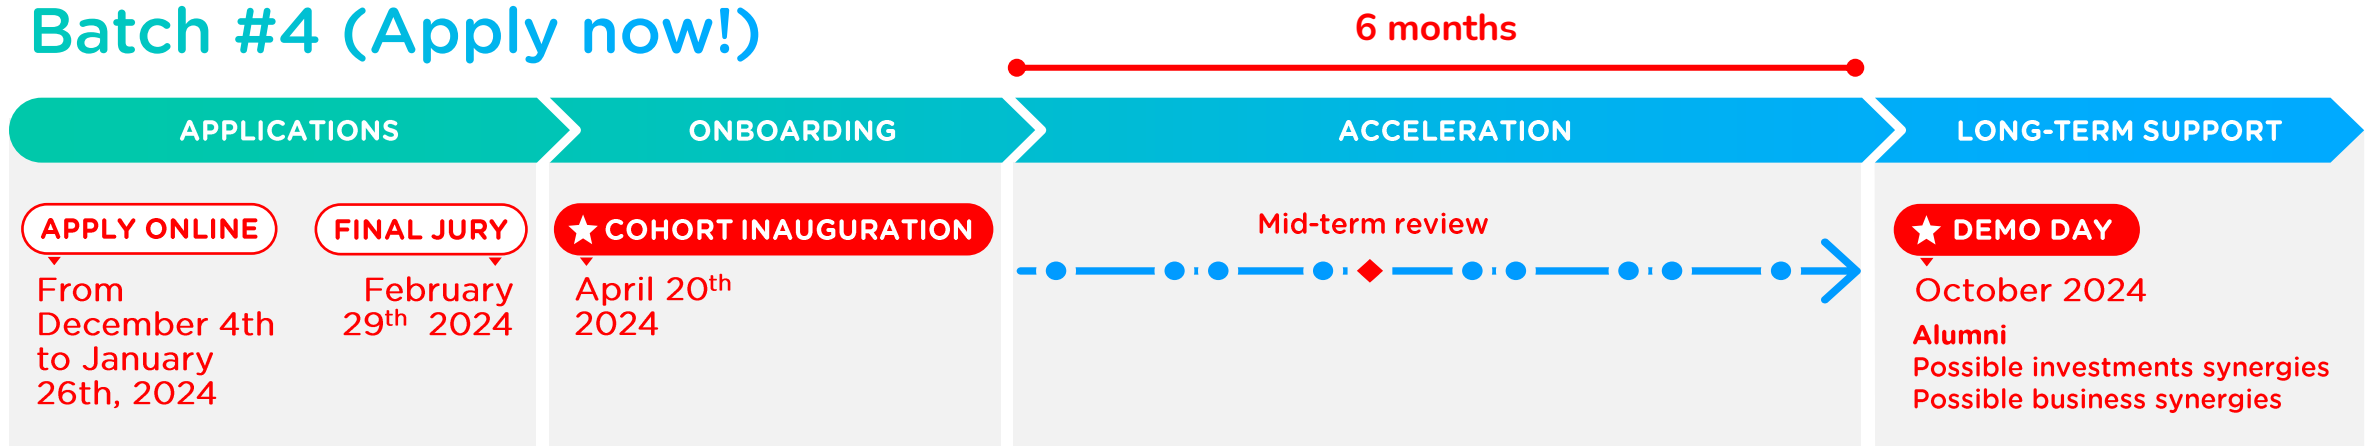 Batch #4 (Apply now!)
6 months
APPLICATIONS
ONBOARDING
ACCELERATION
LONG-TERM SUPPORT
APPLY ONLINE
From
December 4th
to January
26th, 2024
FINAL JURY
February
29th 2024
COHORT INAUGURATION
April 20th
2024
Mid-term review
DEMO DAY
October 2024
Alumni
Possible investments synergies
Possible business synergies